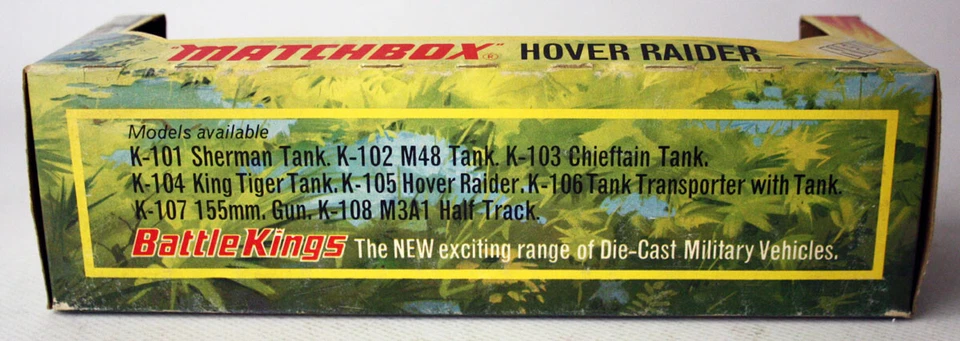 "MATCHBOX"® HOVER RAIDER
Models available
K-101 Sherman Tank. K-102 M48 Tank. K-103 Chieftain Tank.
K-104 King Tiger Tank. K-105 Hover Raider. K-106 Tank Transporter with Tank.
K-107 155mm. Gun. K-108 M3A1 Half Track.
BattleKings The NEW exciting range of Die-Cast Military Vehicles.